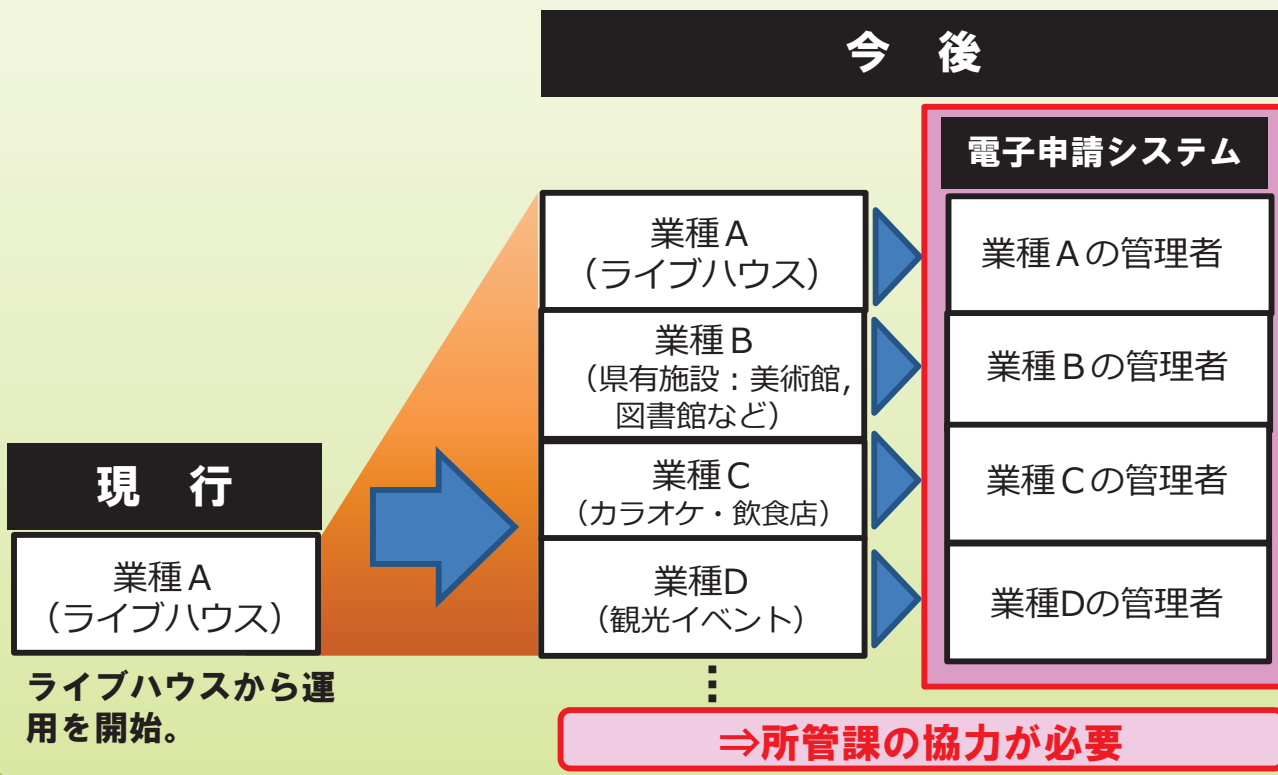 今 後
電子申請システム
業種A
（ライブハウス）
業種Aの管理者
業種B
（県有施設：美術館,
図書館など）
業種Bの管理者
業種C
（カラオケ・飲食店）
業種Cの管理者
業種D
（観光イベント）
業種Dの管理者
⇒所管課の協力が必要
現 行
業種A
（ライブハウス）
ライブハウスから運
用を開始。